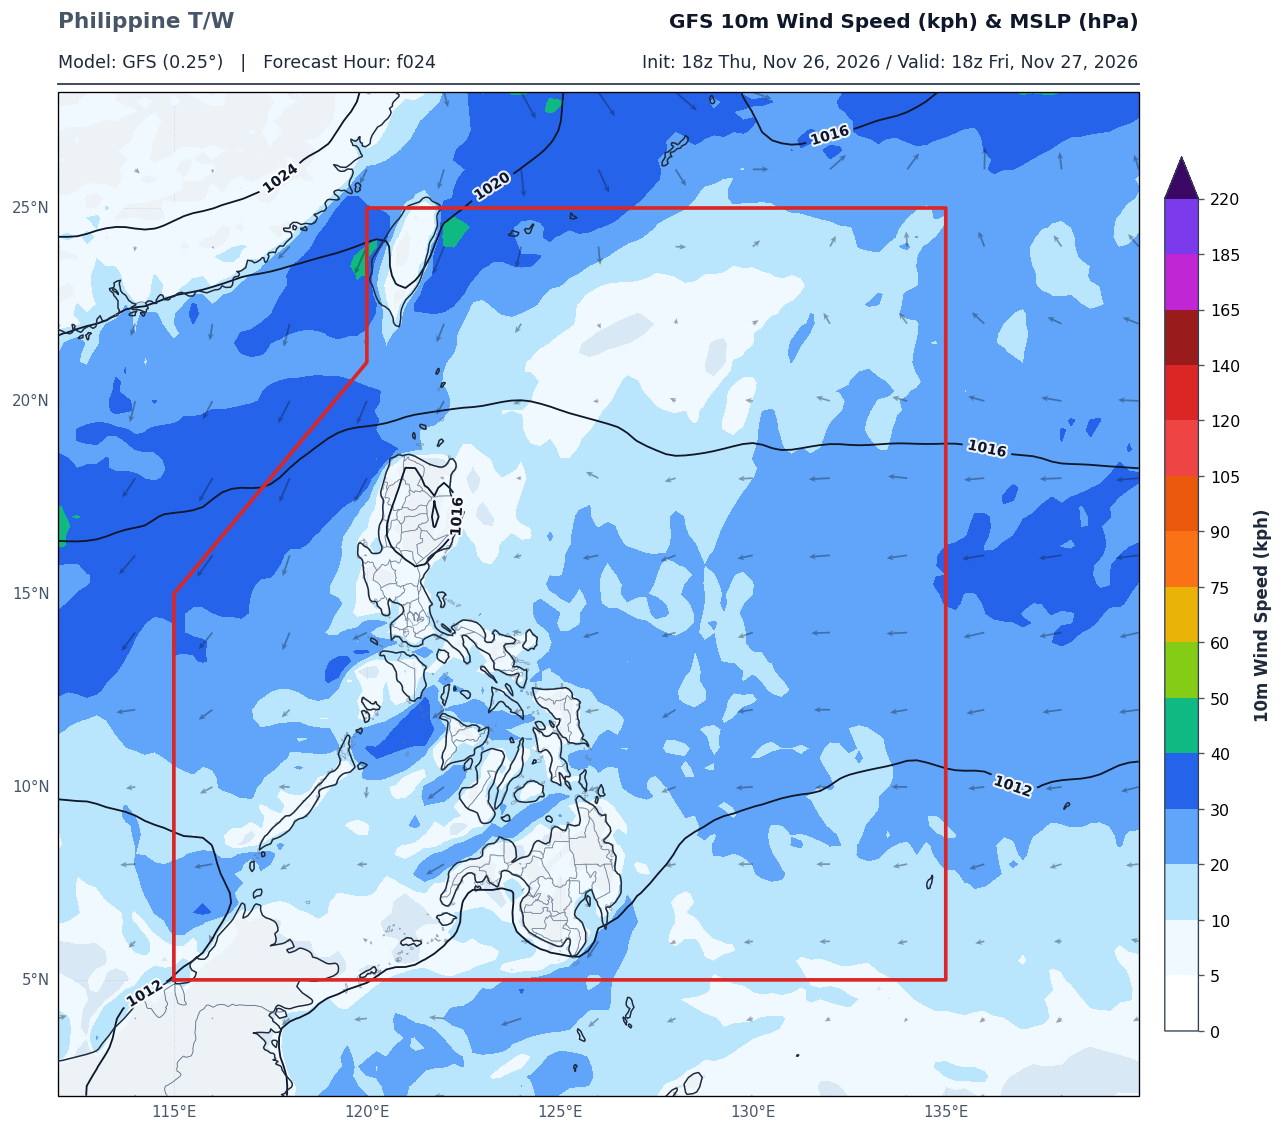 Philippine T/W
GFS 10m Wind Speed (kph) & MSLP (hPa)
Model: GFS (0.25°) | Forecast Hour: f024
Init: 18z Thu, Nov 26, 2026 / Valid: 18z Fri, Nov 27, 2026
1016
1024
1020
1016
1016
1012
1012
25°N
20°N
15°N
10°N
5°N
115°E
120°E
125°E
130°E
135°E
220
185
165
140
120
105
90
75
60
50
40
30
20
10
5
0
10m Wind Speed (kph)